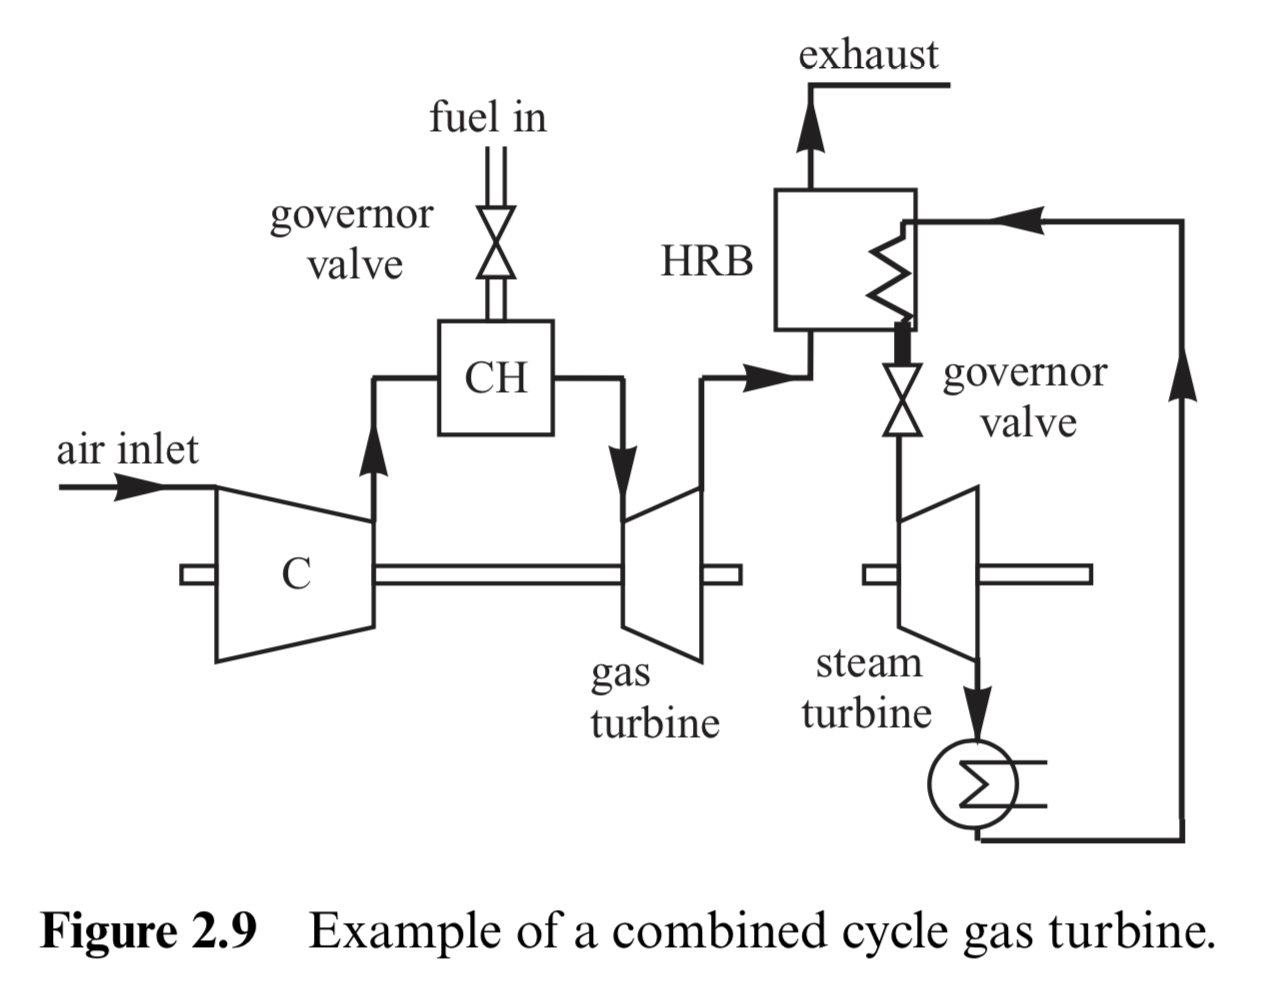 exhaust
fuel in
governor
valve
HRB
CH
governor
valve
air inlet
C
gas
turbine
steam
turbine
Figure 2.9 Example of a combined cycle gas turbine.